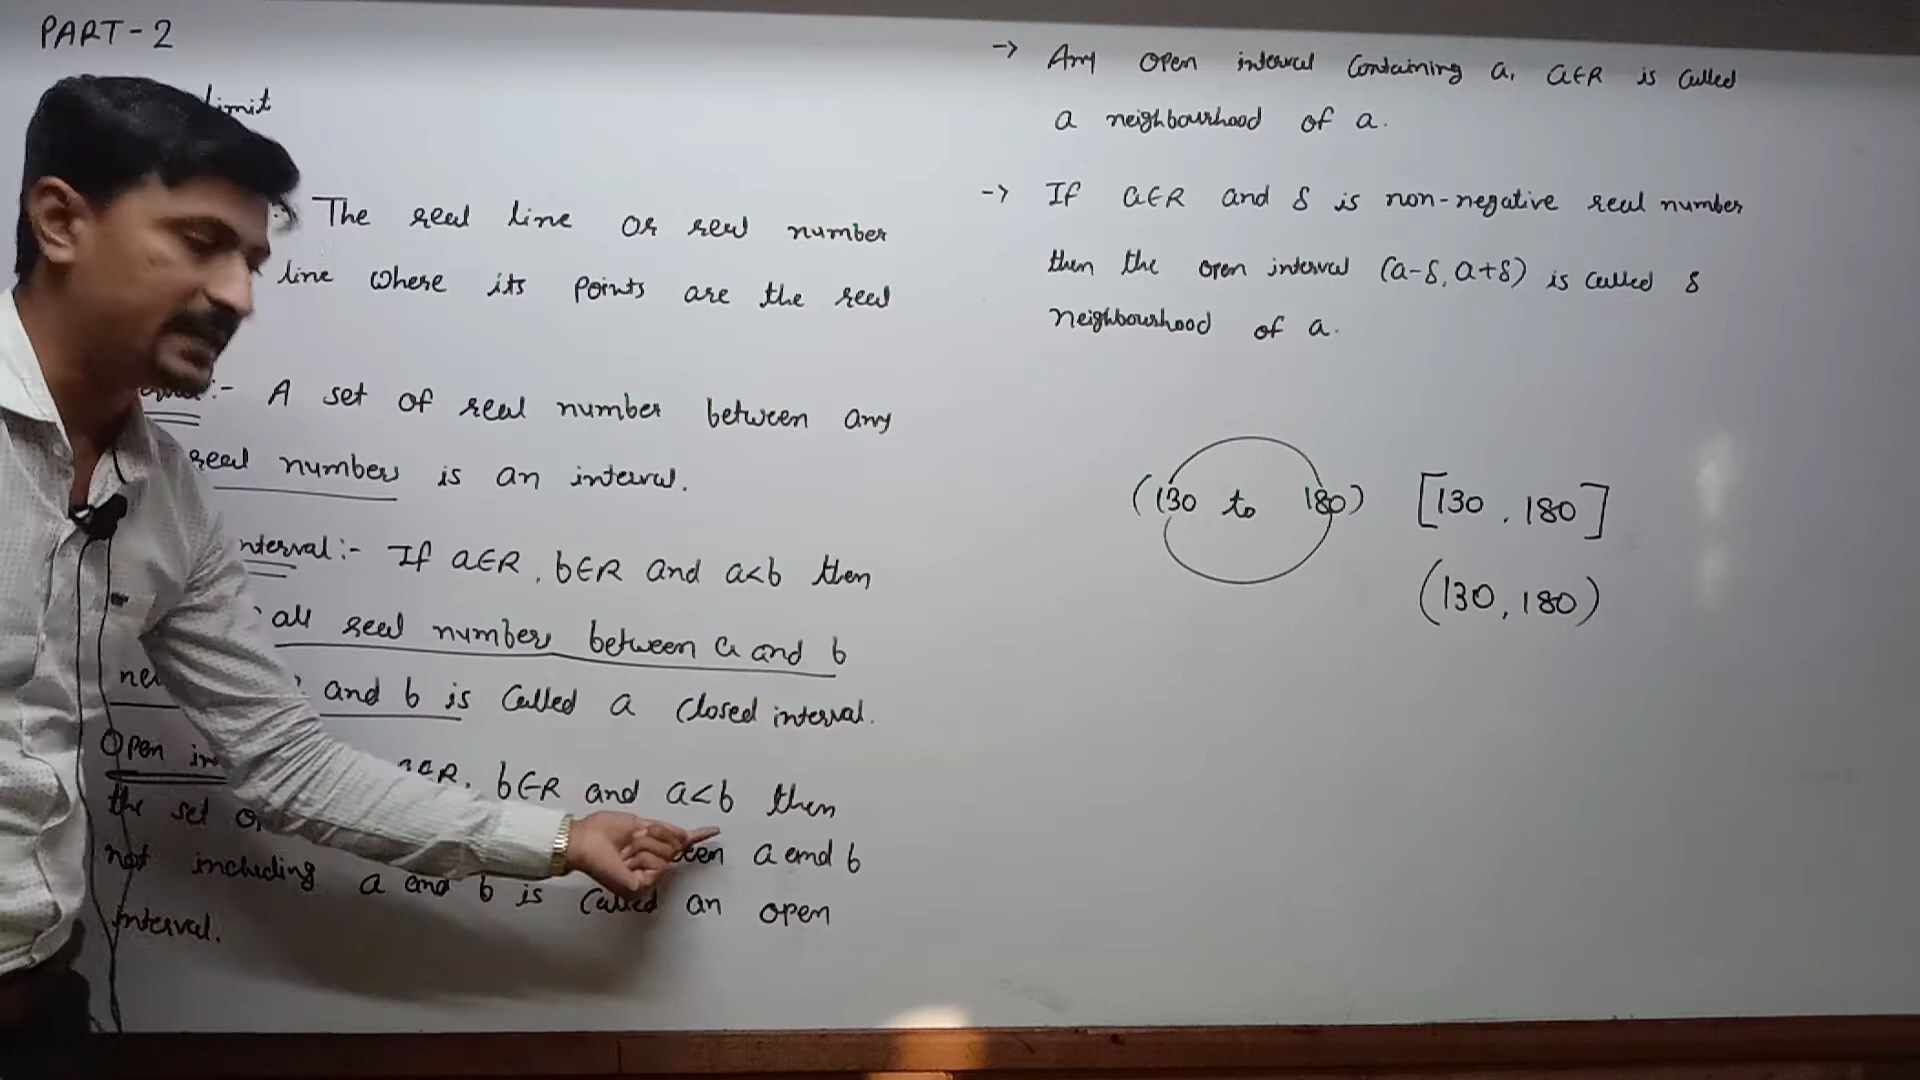 PART-2
limit
The real line or real number
line where its points are the real
:- A set of real number between any
real numbers is an interval.
nterval:- If a∈R, b∈R and a<b then
all real number between a and b
and b is called a closed interval.
Open in a∈R, b∈R and a<b then
the set een a and b
not including a and b is called an open
interval.
-> Any open interval containing a, a∈R is called
a neighbourhood of a.
-> If a∈R and δ is non-negative real number
then the open interval (a-δ, a+δ) is called δ
neighbourhood of a.
(130 to 180) [130, 180]
(130, 180)